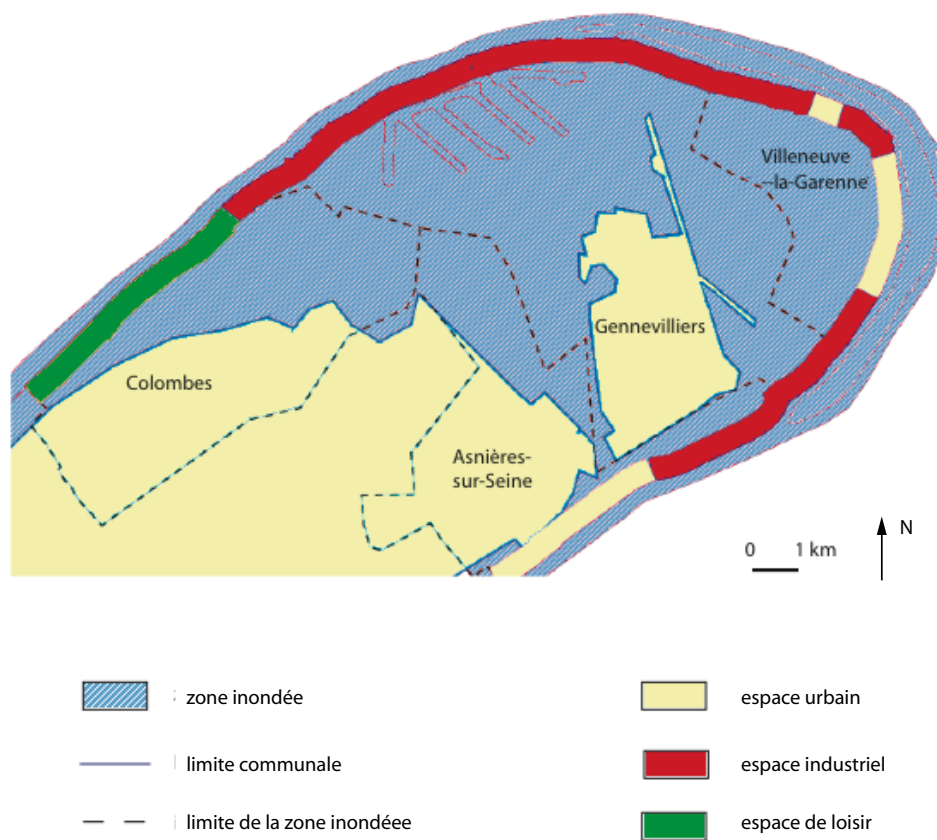 Villeneuve
--la-Garenne
Gennevilliers
Colombes
Asnières-
sur-Seine
N
0 1 km
zone inondée
espace urbain
limite communale
espace industriel
limite de la zone inondéee
espace de loisir